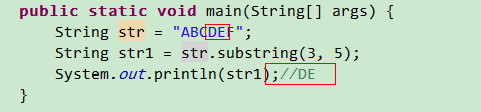 public static void main(String[] args) {
String str = "ABCDEF";
String str1 = str.substring(3, 5);
System.out.println(str1);//DE
}